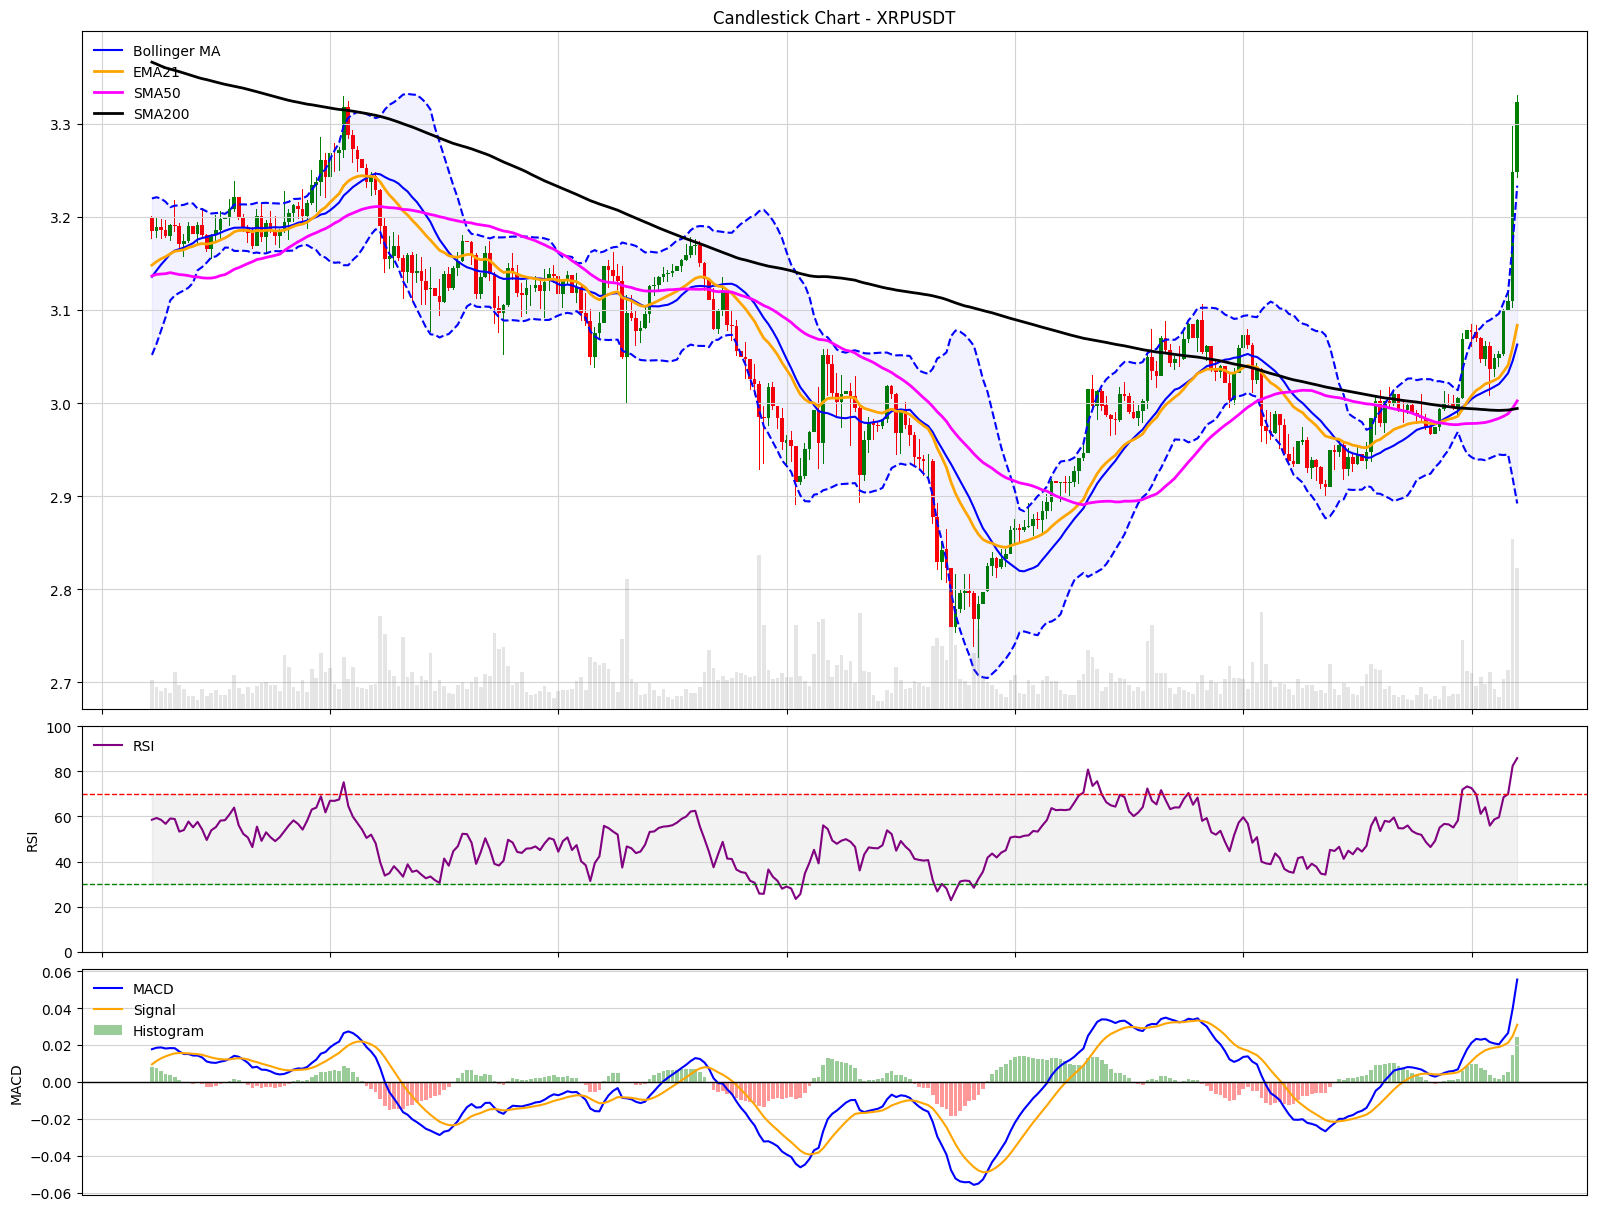 Candlestick Chart - XRPUSDT
Bollinger MA
EMA21
SMA50
SMA200
3.3
3.2
3.1
3.0
2.9
2.8
2.7
100
RSI
80
60
40
20
0
RSI
0.06
MACD
0.04
Signal
Histogram
0.02
0.00
−0.02
−0.04
−0.06
MACD